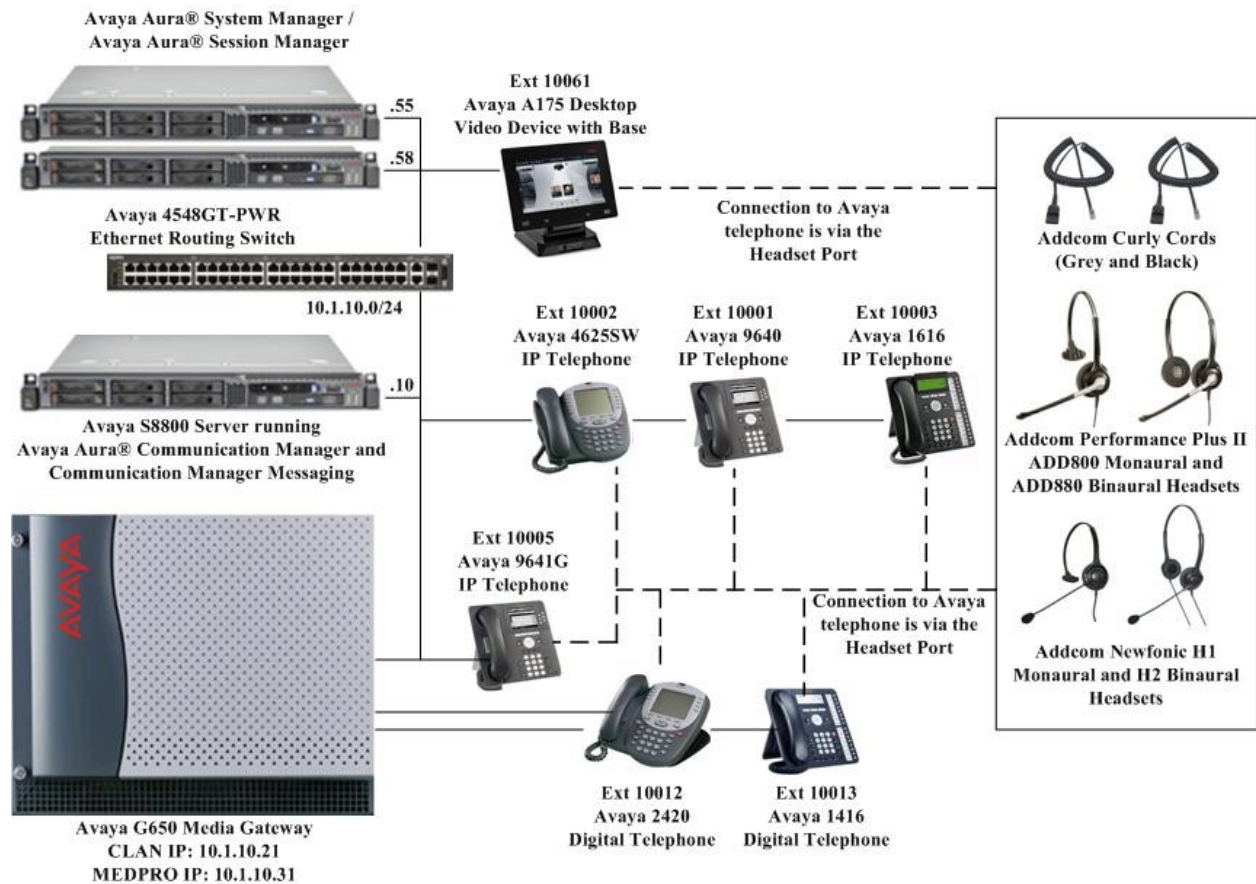 Avaya Aura® System Manager /
Avaya Aura® Session Manager
.55
.58
Ext 10061
Avaya A175 Desktop
Video Device with Base
Avaya 4548GT-PWR
Ethernet Routing Switch
10.1.10.0/24
Connection to Avaya
telephone is via the
Headset Port
Addcom Curly Cords
(Grey and Black)
Ext 10002
Avaya 4625SW
IP Telephone
Ext 10001
Avaya 9640
IP Telephone
Ext 10003
Avaya 1616
IP Telephone
.10
Avaya S8800 Server running
Avaya Aura® Communication Manager and
Communication Manager Messaging
Addcom Performance Plus II
ADD800 Monaural and
ADD880 Binaural Headsets
AVAYA
Ext 10005
Avaya 9641G
IP Telephone
Connection to Avaya
telephone is via the
Headset Port
Addcom Newfonic H1
Monaural and H2 Binaural
Headsets
Ext 10012
Avaya 2420
Digital Telephone
Ext 10013
Avaya 1416
Digital Telephone
Avaya G650 Media Gateway
CLAN IP: 10.1.10.21
MEDPRO IP: 10.1.10.31